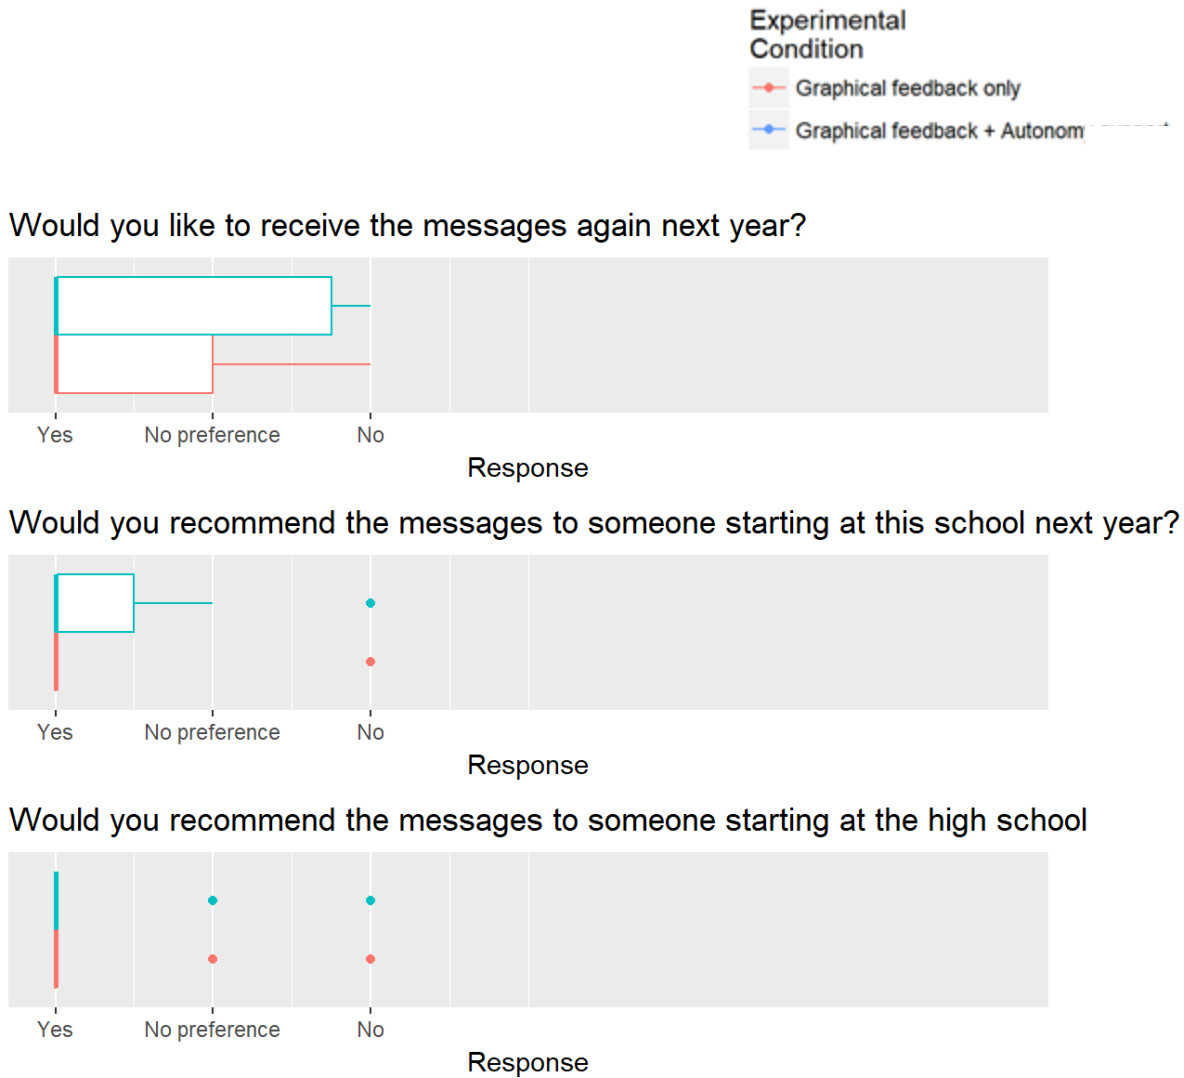 Experimental
Condition
Graphical feedback only
Graphical feedback + Autonomy
Would you like to receive the messages again next year?
Yes No preference No
Response
Would you recommend the messages to someone starting at this school next year?
Yes No preference No
Response
Would you recommend the messages to someone starting at the high school
Yes No preference No
Response